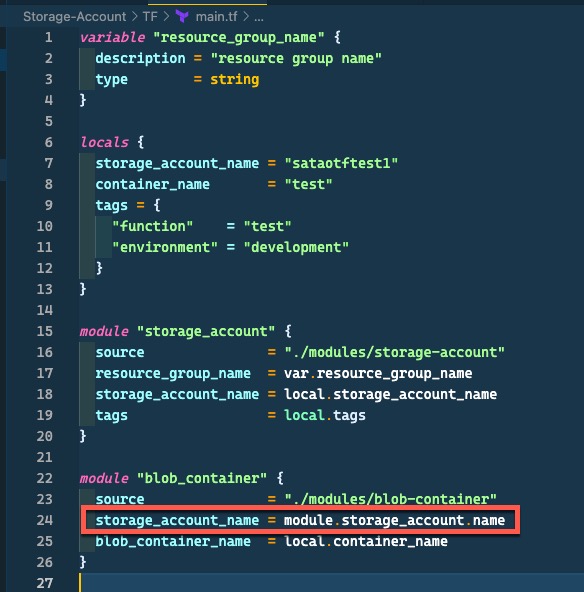 Storage-Account > TF > main.tf > ...
1 variable "resource_group_name" {
2 description = "resource group name"
3 type = string
4 }
5
6 locals {
7 storage_account_name = "sataotftest1"
8 container_name = "test"
9 tags = {
10 "function" = "test"
11 "environment" = "development"
12 }
13 }
14
15 module "storage_account" {
16 source = "./modules/storage-account"
17 resource_group_name = var.resource_group_name
18 storage_account_name = local.storage_account_name
19 tags = local.tags
20 }
21
22 module "blob_container" {
23 source = "./modules/blob-container"
24 storage_account_name = module.storage_account.name
25 blob_container_name = local.container_name
26 }
27